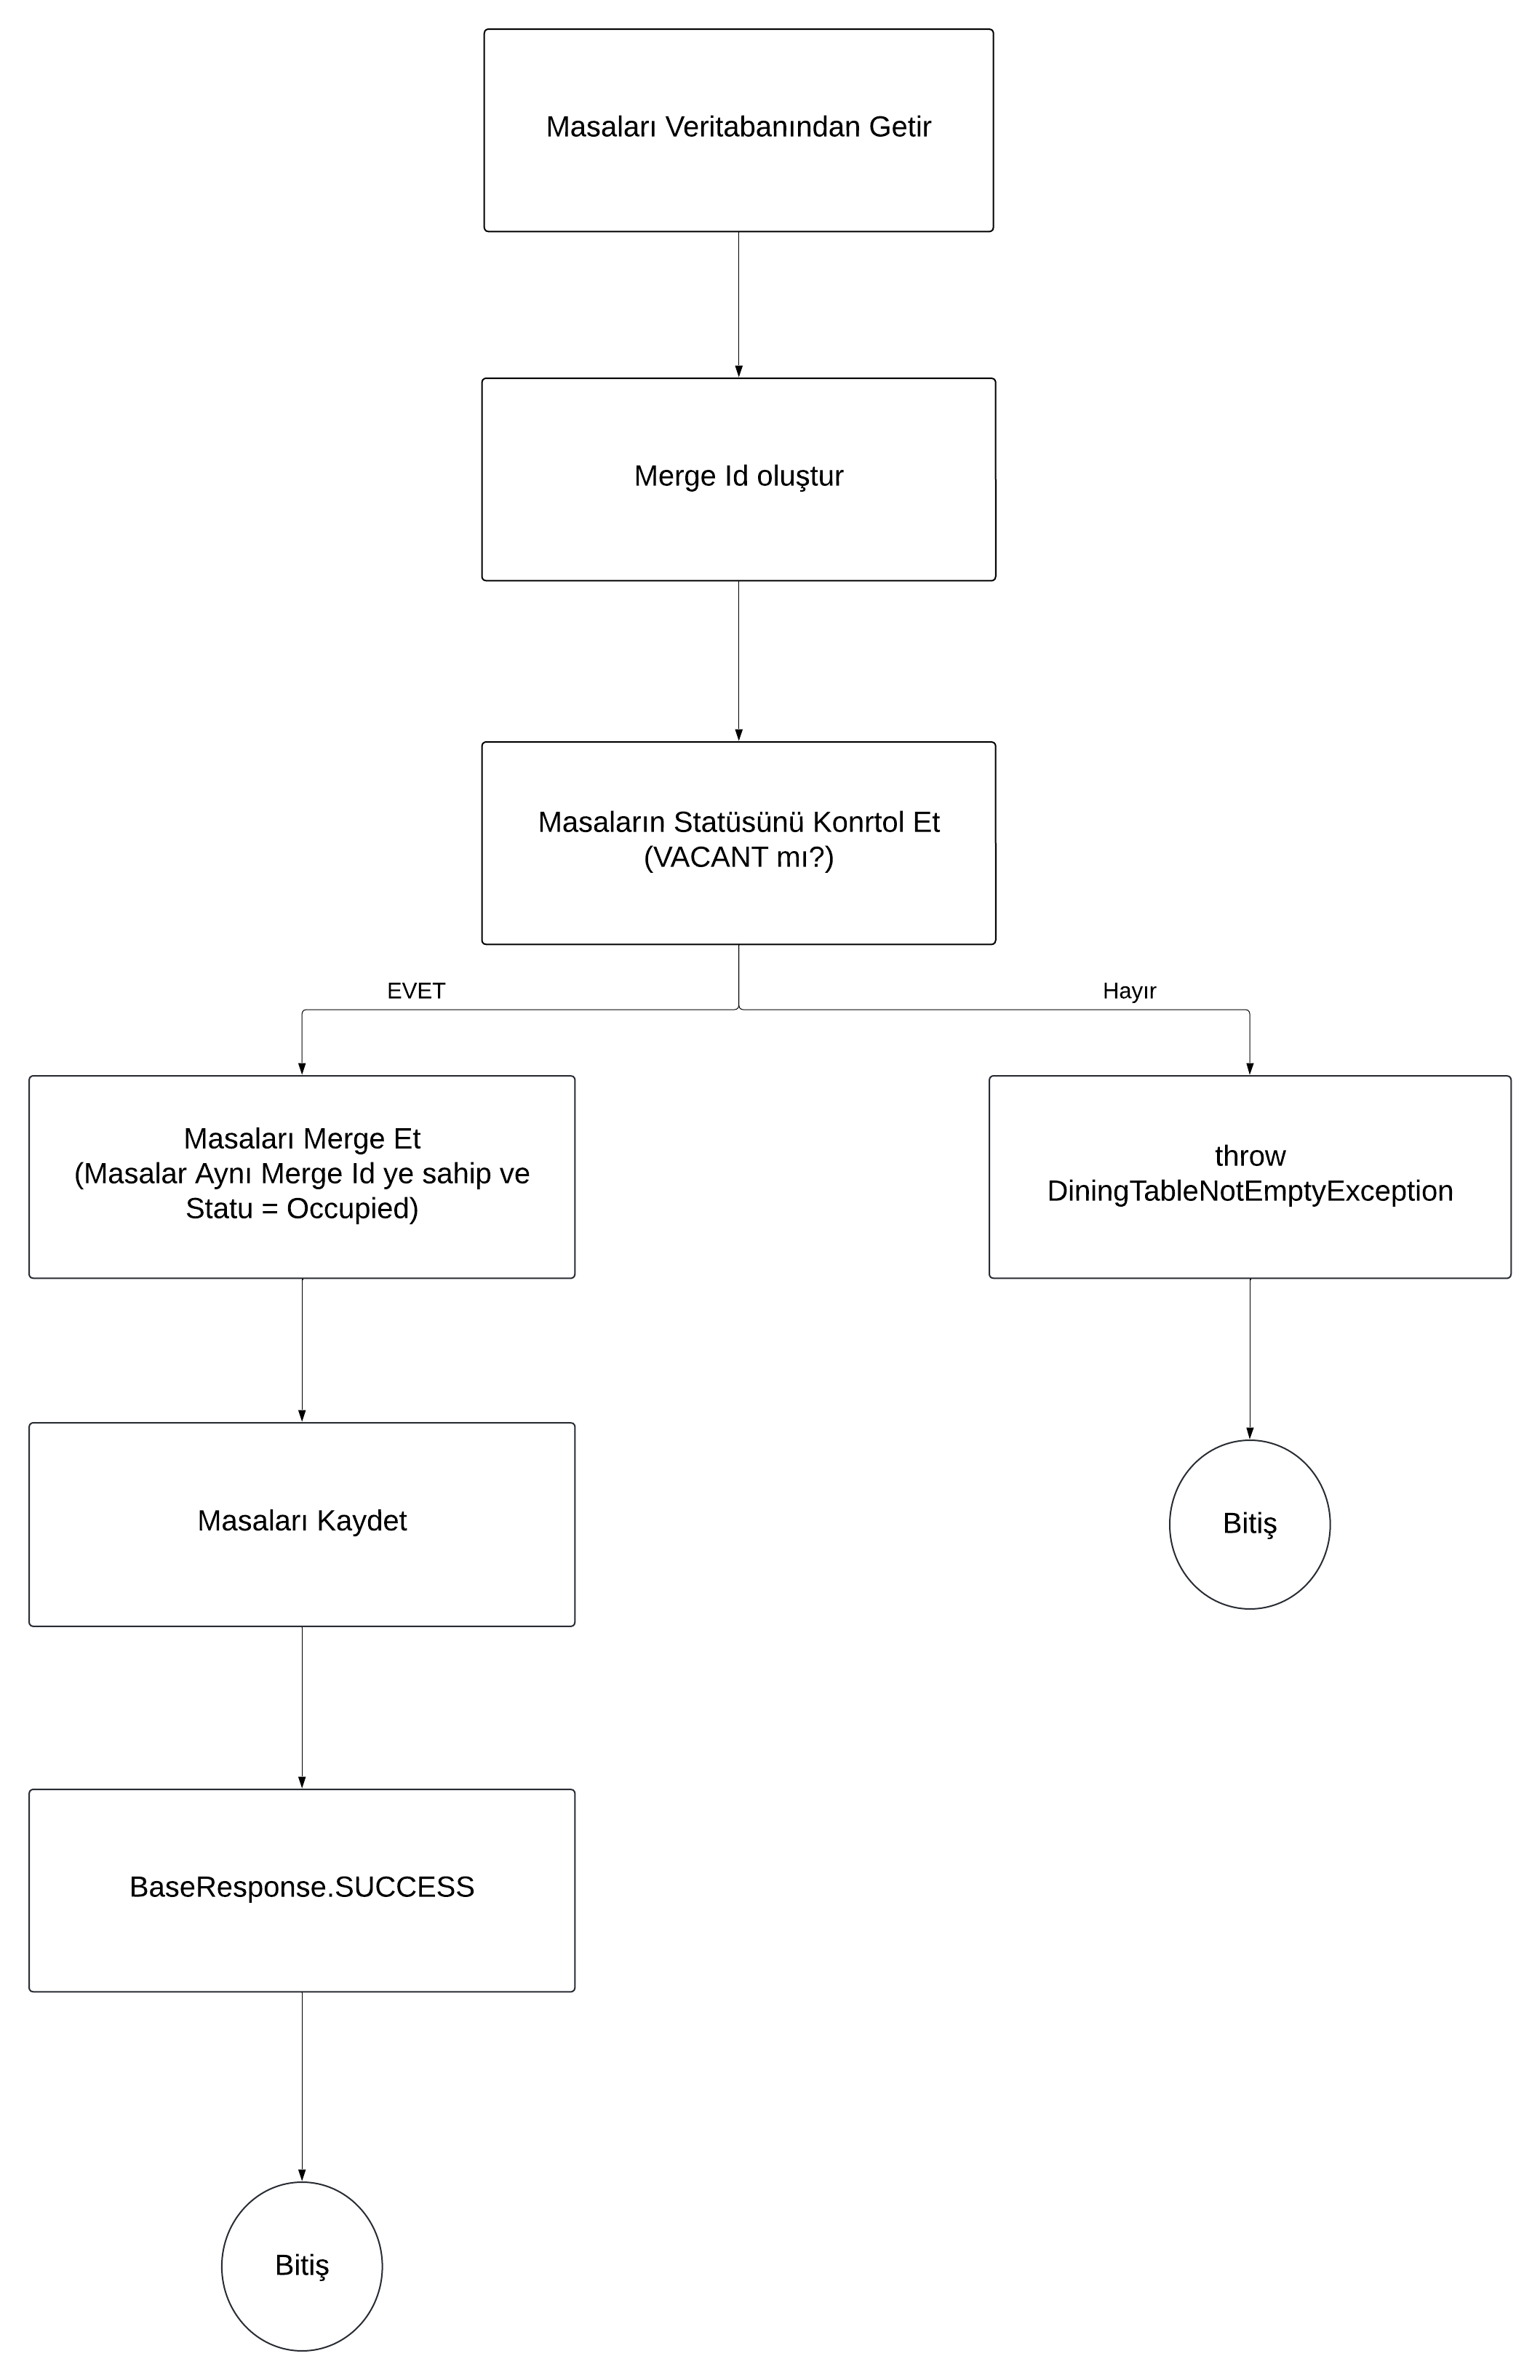 Masaları Veritabanından Getir
Merge Id oluştur
Masaların Statüsünü Konrtol Et
(VACANT mı?)
EVET
Hayır
Masaları Merge Et
(Masalar Aynı Merge Id ye sahip ve
Statu = Occupied)
throw
DiningTableNotEmptyException
Masaları Kaydet
Bitiş
BaseResponse.SUCCESS
Bitiş